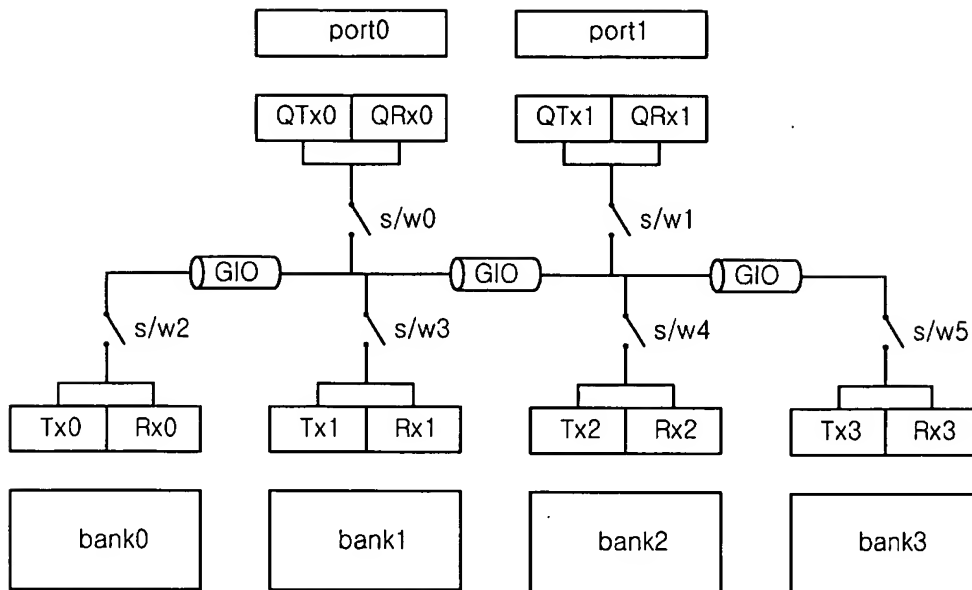 port0 port1
QTx0 QRx0 QTx1 QRx1
s/w0 s/w1
GIO GIO GIO
s/w2 s/w3 s/w4 s/w5
Tx0 Rx0 Tx1 Rx1 Tx2 Rx2 Tx3 Rx3
bank0 bank1 bank2 bank3